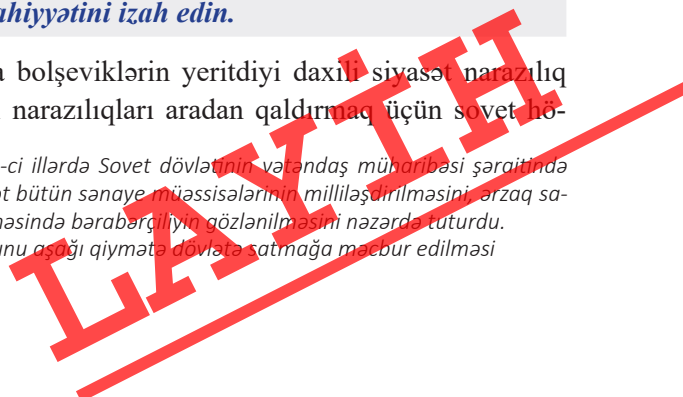 ahiyyətini izah edin.
a bolşeviklərin yeritdiyi daxili siyasət narazılıq
narazılıqları aradan qaldırmaq üçün sovet hö-
-ci illərdə Sovet dövlətinin vətəndaş müharibəsi şəraitində
ət bütün sənaye müəssisələrinin milliləşdirilməsini, ərzaq sa-
məsində bərabərçiliyin gözlənilməsini nəzərdə tuturdu.
unu aşağı qiymətə dövlətə satmağa məcbur edilməsi
LAYİH